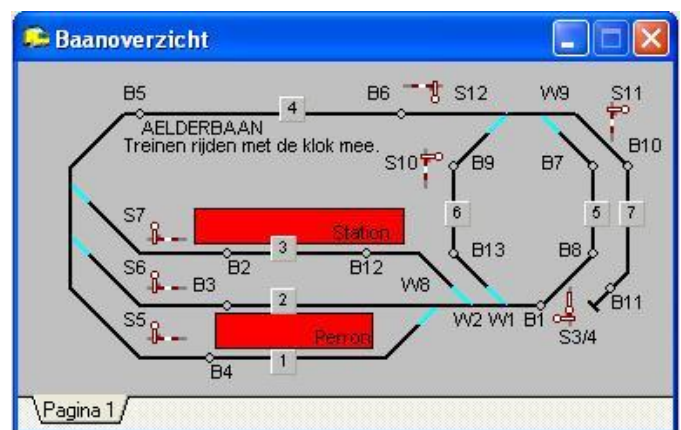 Baanoverzicht
B5 4 B6 S12 W9 S11
AELDERBAAN
Treinen rijden met de klok mee.
S10 B9 B7 B10
S7 Station 6 5 7
3
B2 B12 B13 B8
S6 B3 W8
2 B11
S5 Perron W2 W1 B1 S3/4
1
B4
Pagina 1